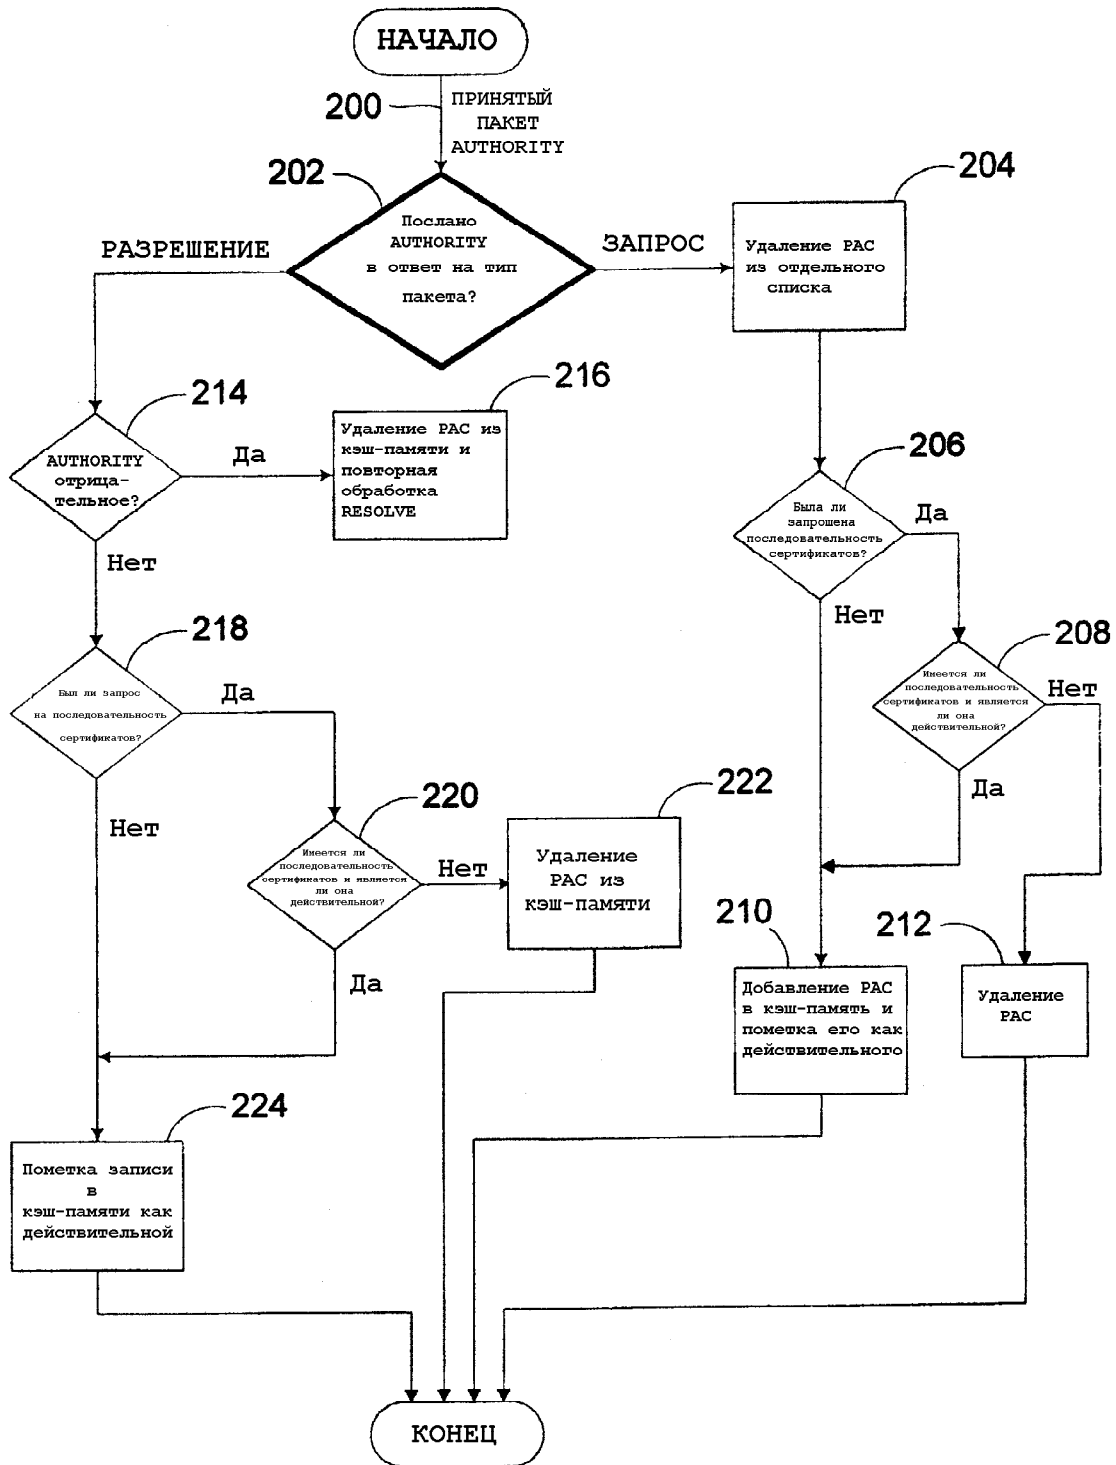 НАЧАЛО
200
ПРИНЯТЫЙ
ПАКЕТ
AUTHORITY
202
Послано
AUTHORITY
в ответ на тип
пакета?
РАЗРЕШЕНИЕ
ЗАПРОС
204
Удаление PAC
из отдельного
списка
214
AUTHORITY
отрица-
тельное?
Да
Нет
216
Удаление PAC из
кэш-памяти и
повторная
обработка
RESOLVE
206
Была ли
запрошена
последовательность
сертификатов?
Да
Нет
208
Имеется ли
последовательность
сертификатов и является
ли она
действительной?
Нет
Да
218
Был ли запрос
на последовательность
сертификатов?
Да
Нет
220
Имеется ли
последовательность
сертификатов и является
ли она
действительной?
Нет
Да
222
Удаление
PAC из
кэш-памяти
210
Добавление PAC
в кэш-память и
пометка его как
действительного
212
Удаление
PAC
224
Пометка записи
в
кэш-памяти как
действительной
КОНЕЦ